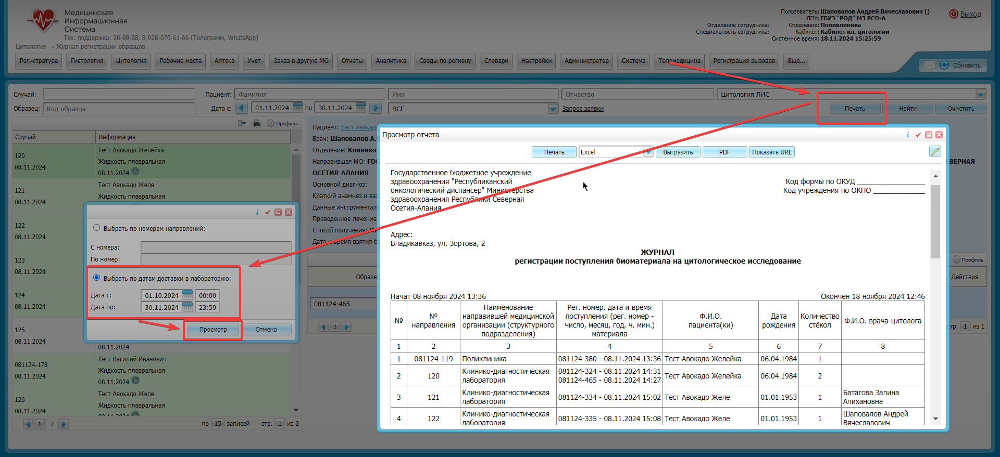 Медицинская
Информационная
Система
Тех. поддержка: 28-98-68, 8-928-070-61-66 (Телеграмм, WhatsApp)
Пользователь: Шаповалов Андрей Вячеславович ()
ЛПУ: ГБУЗ "РОД" МЗ РСО-А
Отделение сотрудника: Отделение: Поликлиника
Специальность сотрудника: Кабинет: Кабинет кл. цитологии
Системное время: 18.11.2024 15:25:59
Выход
Цитология → Журнал регистрации образцов
Регистратура Гистология Цитология Рабочие места Аптека Учет Заказ в другую МО Отчеты Аналитика Своды по региону Словари Настройки Администратор Система Телемедицина Регистрация вызовов Еще...
Обновить
Случай: Пациент: Фамилия Имя Отчество Цитология ЛИС
Образец: Код образца Дата с: 01.11.2024 по 30.11.2024 ВСЕ Запрос заявки Печать Найти Очистить
Профиль
Случай Информация
120
08.11.2024
Тест Авокадо Желейка
Жидкость плевральная
08.11.2024
121
08.11.2024
Тест Авокадо Желе
Жидкость плевральная
122
08.11.2024
123
08.11.2024
124
08.11.2024
125
08.11.2024
08.11.2024
081124-178
08.11.2024
Тест Василий Иванович
Жидкость плевральная
08.11.2024
126
08.11.2024
Тест Авокадо Желе
Жидкость плевральная
08.11.2024
1 2 по 15 записей стр. 1 из 2
Выбрать по номерам направлений:
С номера:
По номер:
Выбрать по датам доставки в лабораторию:
Дата с: 01.10.2024 00:00
Дата по: 30.11.2024 23:59
Просмотр Отмена
Пациент: Тест Авокад
Врач: Шаповалов А.
Отделение: Клинико-
Направившая МО: ГОС
ЕВЕРНАЯ
ОСЕТИЯ-АЛАНИЯ
Основной диагноз:
Краткий анамнез и ва
Данные инструментал
Проведенное лечение
Способ получения:
Дата и время взятия б
Профиль
Образе
Действия
081124-465
1
стр. 1 из 1
Просмотр отчета
Печать Excel Выгрузить PDF Показать URL
Государственное бюджетное учреждение
здравоохранения "Республиканский
онкологический диспансер" Министерства
здравоохранения Республики Северная
Осетия-Алания
Код формы по ОКУД
Код учреждения по ОКПО
Адрес:
Владикавказ, ул. Зортова, 2
ЖУРНАЛ
регистрации поступления биоматериала на цитологическое исследование
Начат 08 ноября 2024 13:36 Окончен 18 ноября 2024 12:46
№
№
направления
Наименование
направившей медицинской
организации (структурного
подразделения)
Рег. номер, дата и время
поступления (рег. номер -
число, месяц, год, ч, мин.)
материала
Ф.И.О.
пациента(ки)
Дата
рождения
Количество
стёкол
Ф.И.О. врача-цитолога
1 2 3 4 5 6 7 8
1 081124-119 Поликлиника 081124-380 - 08.11.2024 13:36 Тест Авокадо Желейка 06.04.1984 1
2 120 Клинико-диагностическая
лаборатория
081124-324 - 08.11.2024 14:31
081124-465 - 08.11.2024 14:27
Тест Авокадо Желейка 06.04.1984 2
3 121 Клинико-диагностическая
лаборатория
081124-334 - 08.11.2024 15:02 Тест Авокадо Желе 01.01.1953 1 Батагова Залина
Алихановна
4 122 Клинико-диагностическая
лаборатория
081124-335 - 08.11.2024 15:08 Тест Авокадо Желе 01.01.1953 1 Шаповалов Андрей
Вячеславович